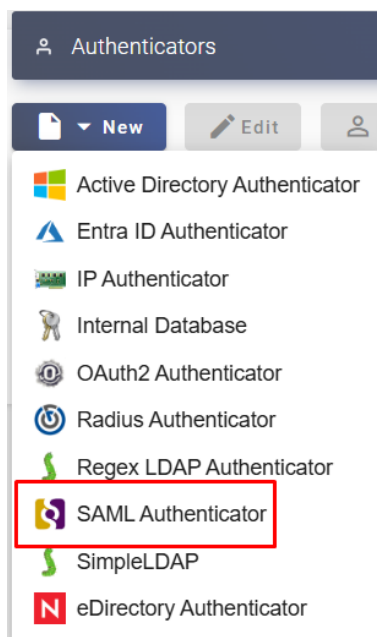 Authenticators
New Edit
Active Directory Authenticator
Entra ID Authenticator
IP Authenticator
Internal Database
OAuth2 Authenticator
Radius Authenticator
Regex LDAP Authenticator
SAML Authenticator
SimpleLDAP
N eDirectory Authenticator